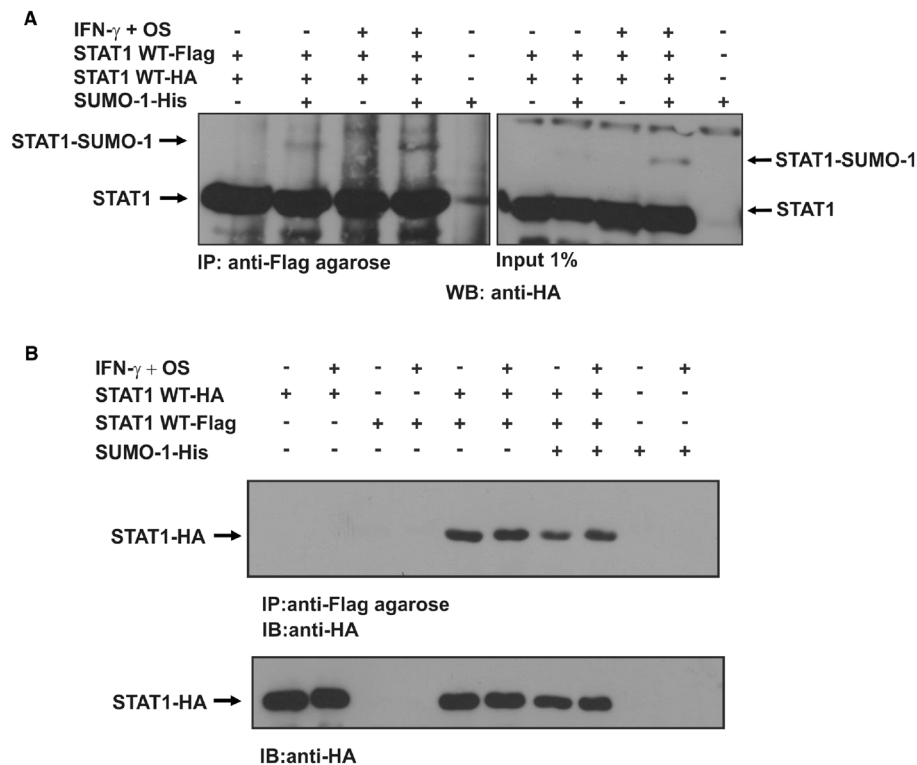 A
IFN-γ + OS - - + + - - - + + -
STAT1 WT-Flag + + + + - + + + + -
STAT1 WT-HA + + + + - + + + + -
SUMO-1-His - + - + + - + - + +
STAT1-SUMO-1
STAT1-SUMO-1
STAT1
STAT1
IP: anti-Flag agarose
Input 1%
WB: anti-HA
B
IFN-γ + OS - + - + - + - + - +
STAT1 WT-HA + + - - + + + + - -
STAT1 WT-Flag - - + + + + + + - -
SUMO-1-His - - - - - - + + + +
STAT1-HA
IP:anti-Flag agarose
IB:anti-HA
STAT1-HA
IB:anti-HA